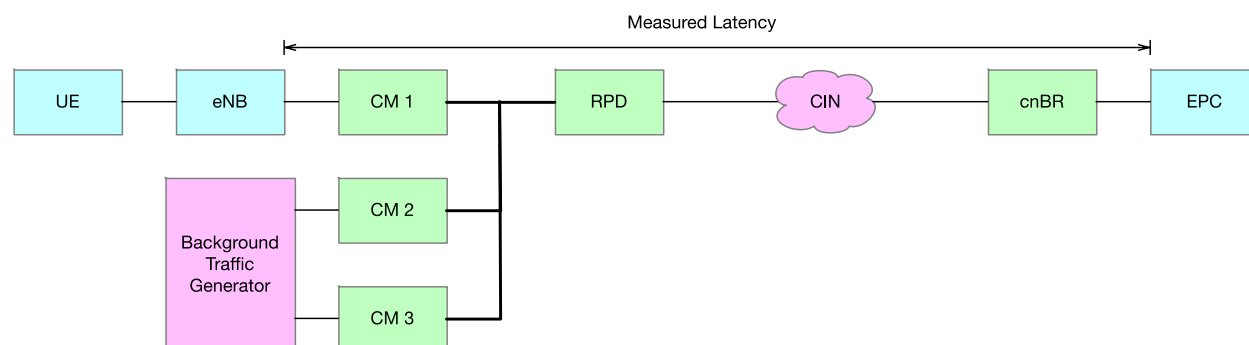 Measured Latency
UE
eNB
CM 1
RPD
CIN
cnBR
EPC
CM 2
Background
Traffic
Generator
CM 3